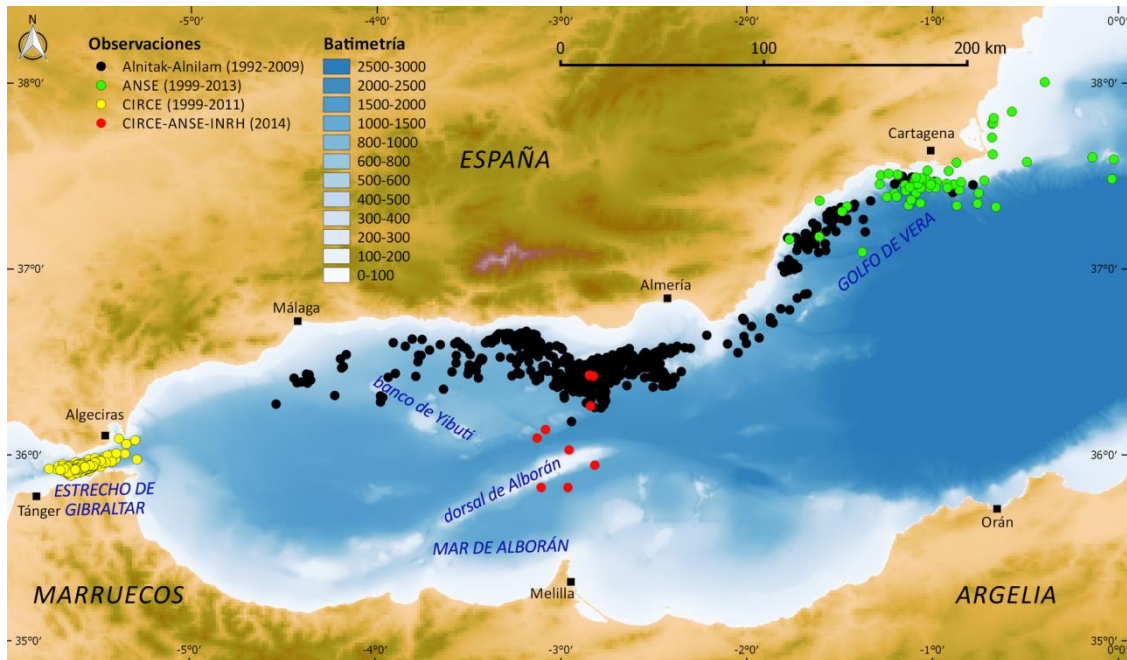 -5°0′ -4°0′ -3°0′ -2°0′ -1°0′ 0°0′
N
Observaciones
Alnitak-Alnilam (1992-2009)
ANSE (1999-2013)
CIRCE (1999-2011)
CIRCE-ANSE-INRH (2014)
Batimetría
2500-3000
2000-2500
1500-2000
1000-1500
800-1000
600-800
500-600
400-500
300-400
200-300
100-200
0-100
0 100 200 km
38°0′ 38°0′
Cartagena
ESPAÑA
GOLFO DE VERA
37°0′ 37°0′
Almería
Málaga
banco de Yibuti
Algeciras
36°0′ 36°0′
ESTRECHO DE
GIBRALTAR
Tánger
dorsal de Alborán
Orán
MAR DE ALBORÁN
Melilla
MARRUECOS
ARGELIA
35°0′ 35°0′
-5°0′ -4°0′ -3°0′ -2°0′ -1°0′ 0°0′